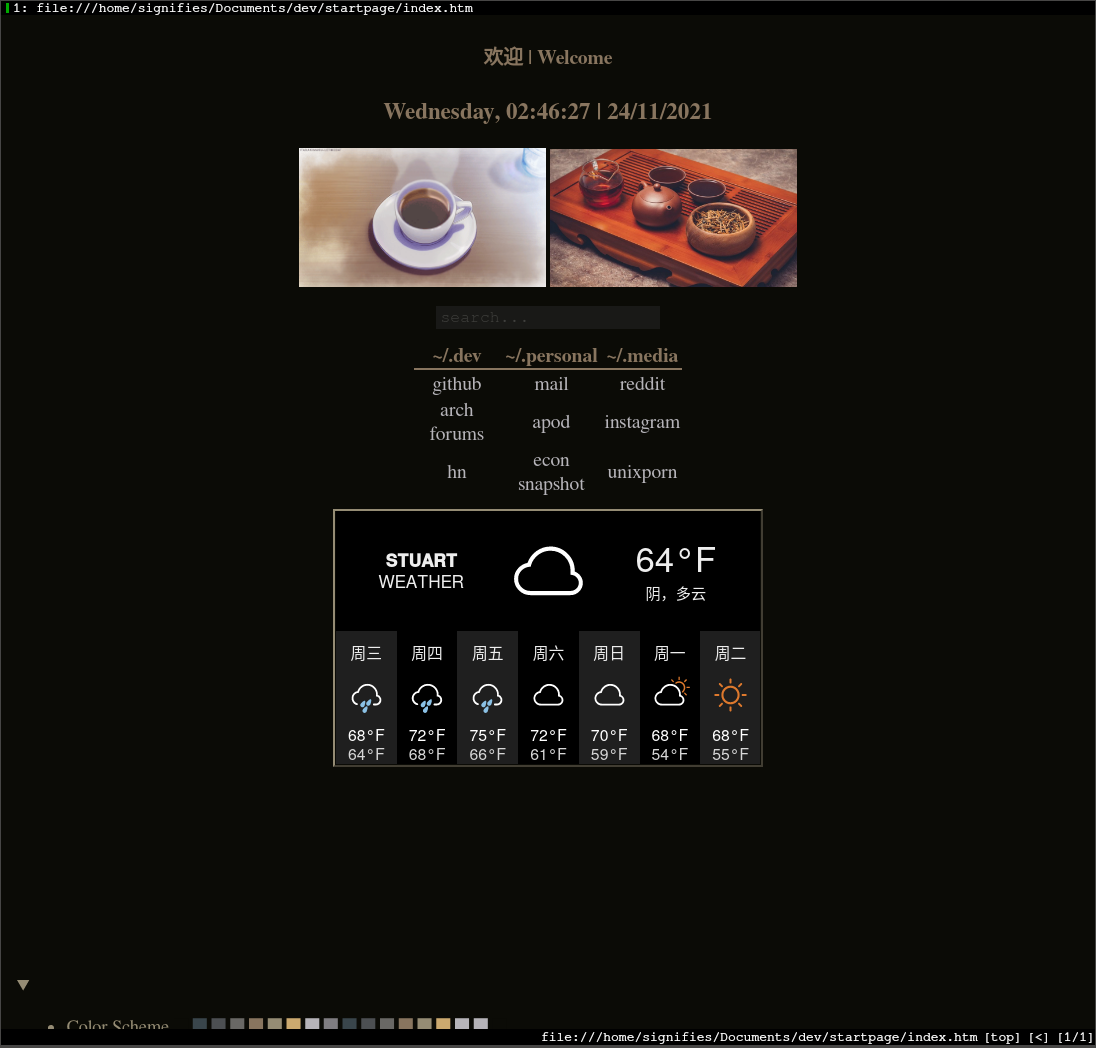 1: file:///home/signifies/Documents/dev/startpage/index.htm
欢迎 | Welcome
Wednesday, 02:46:27 | 24/11/2021
search...
~/.dev ~/.personal ~/.media
github mail reddit
arch forums apod instagram
hn econ snapshot unixporn
STUART
WEATHER
64°F
阴，多云
周三 周四 周五 周六 周日 周一 周二
68°F 72°F 75°F 72°F 70°F 68°F 68°F
64°F 68°F 66°F 61°F 59°F 54°F 55°F
Color Scheme
file:///home/signifies/Documents/dev/startpage/index.htm [top] [<] [1/1]